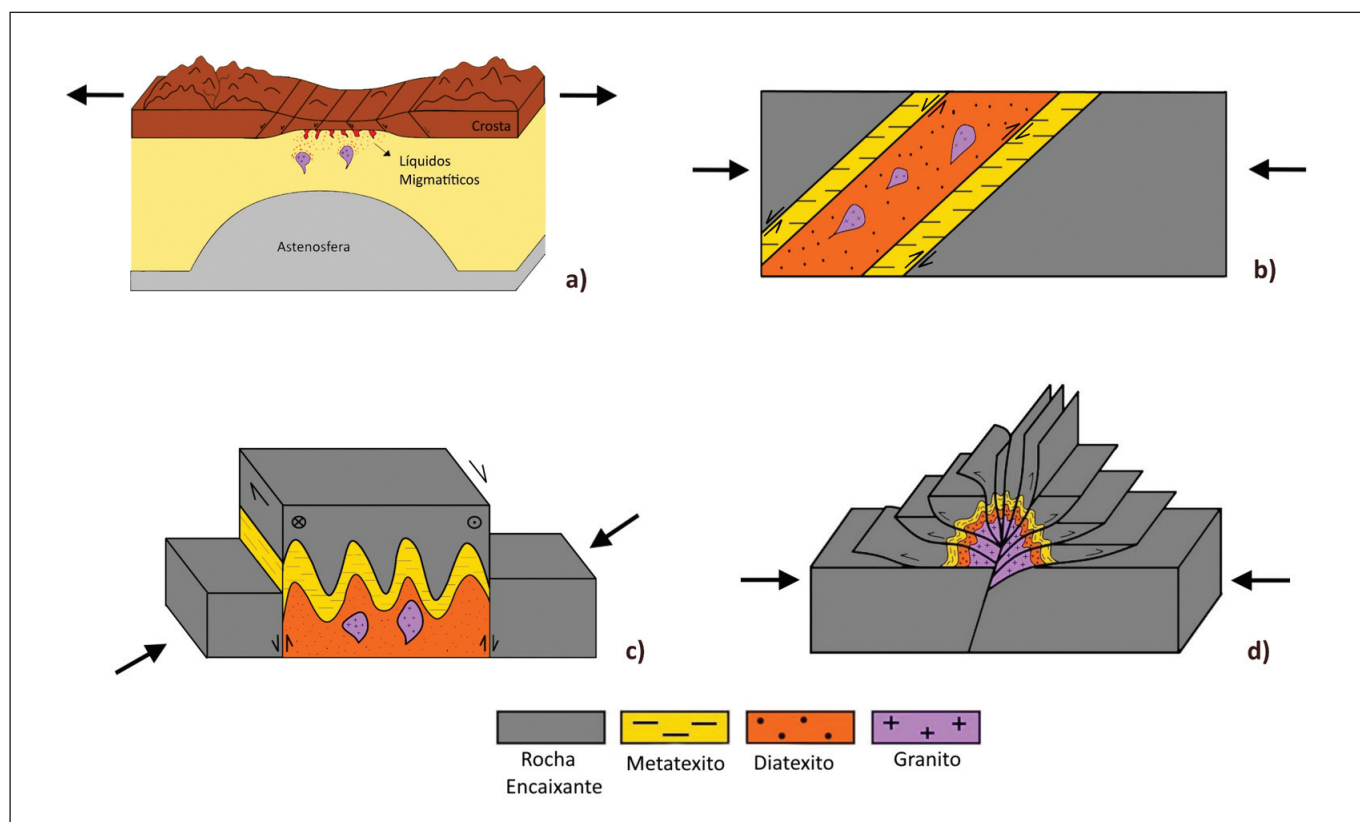 Crosta
Líquidos
Migmatíticos
Astenosfera
a)
b)
c)
d)
Rocha
Encaixante
Metatexito
Diatexito
Granito